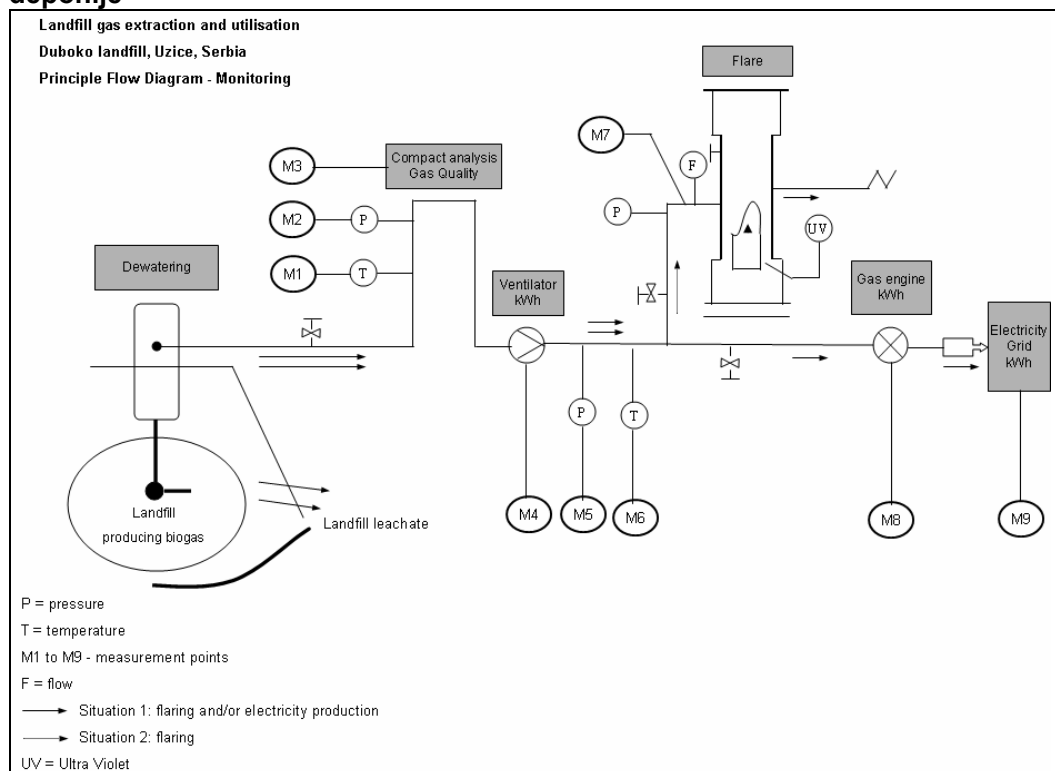 deponije
Landfill gas extraction and utilisation
Duboko landfill, Uzice, Serbia
Principle Flow Diagram - Monitoring
Flare
M7
F
M3
Compact analysis
Gas Quality
M2
P
P
UV
Dewatering
M1
T
Ventilator
kWh
Gas engine
kWh
Electricity
Grid
kWh
P
T
Landfill
producing biogas
Landfill leachate
M4
M5
M6
M8
M9
P = pressure
T = temperature
M1 to M9 - measurement points
F = flow
Situation 1: flaring and/or electricity production
Situation 2: flaring
UV = Ultra Violet